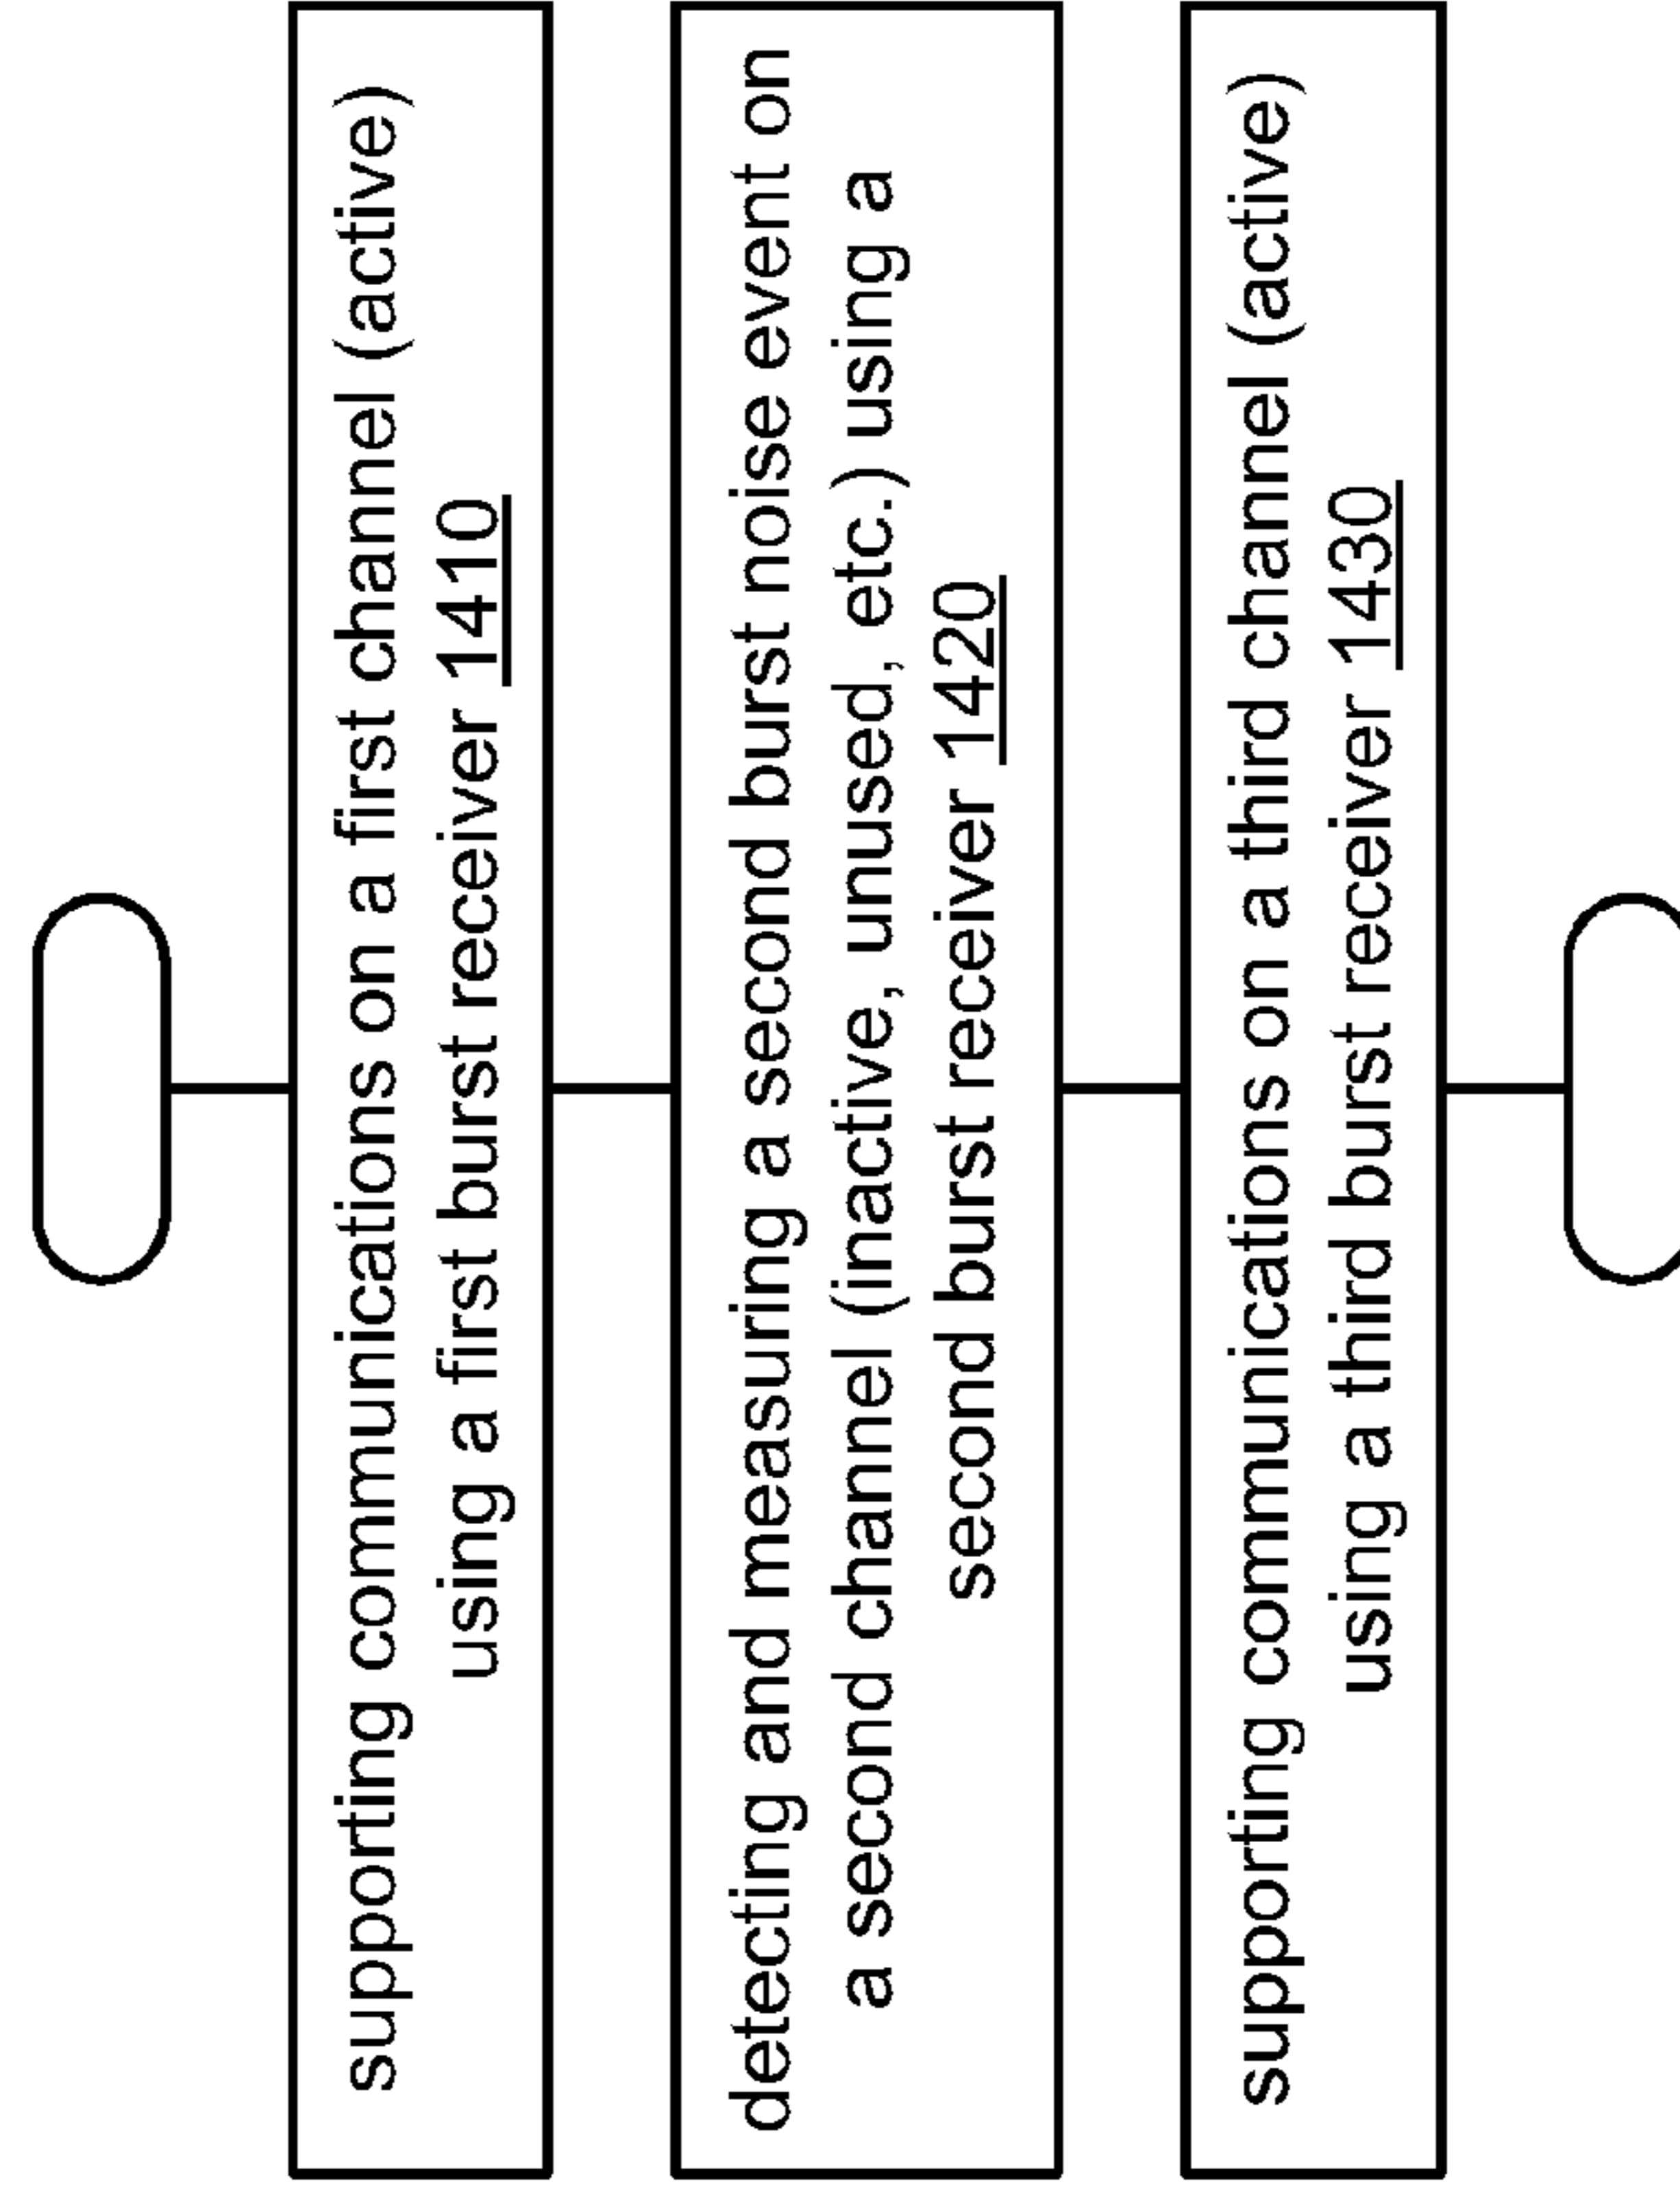 supporting communications on a first channel (active)
using a first burst receiver 1410
detecting and measuring a second burst noise event on
a second channel (inactive, unused, etc.) using a
second burst receiver 1420
supporting communications on a third channel (active)
using a third burst receiver 1430